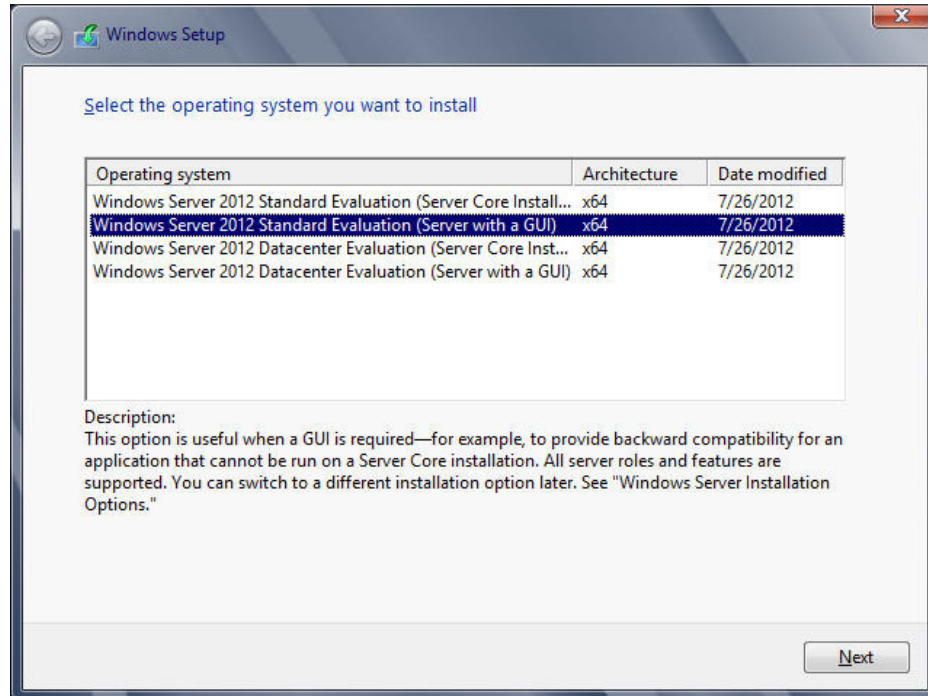 Windows Setup
Select the operating system you want to install
Operating system Architecture Date modified
Windows Server 2012 Standard Evaluation (Server Core Install... x64 7/26/2012
Windows Server 2012 Standard Evaluation (Server with a GUI) x64 7/26/2012
Windows Server 2012 Datacenter Evaluation (Server Core Inst... x64 7/26/2012
Windows Server 2012 Datacenter Evaluation (Server with a GUI) x64 7/26/2012
Description:
This option is useful when a GUI is required—for example, to provide backward compatibility for an
application that cannot be run on a Server Core installation. All server roles and features are
supported. You can switch to a different installation option later. See "Windows Server Installation
Options."
Next